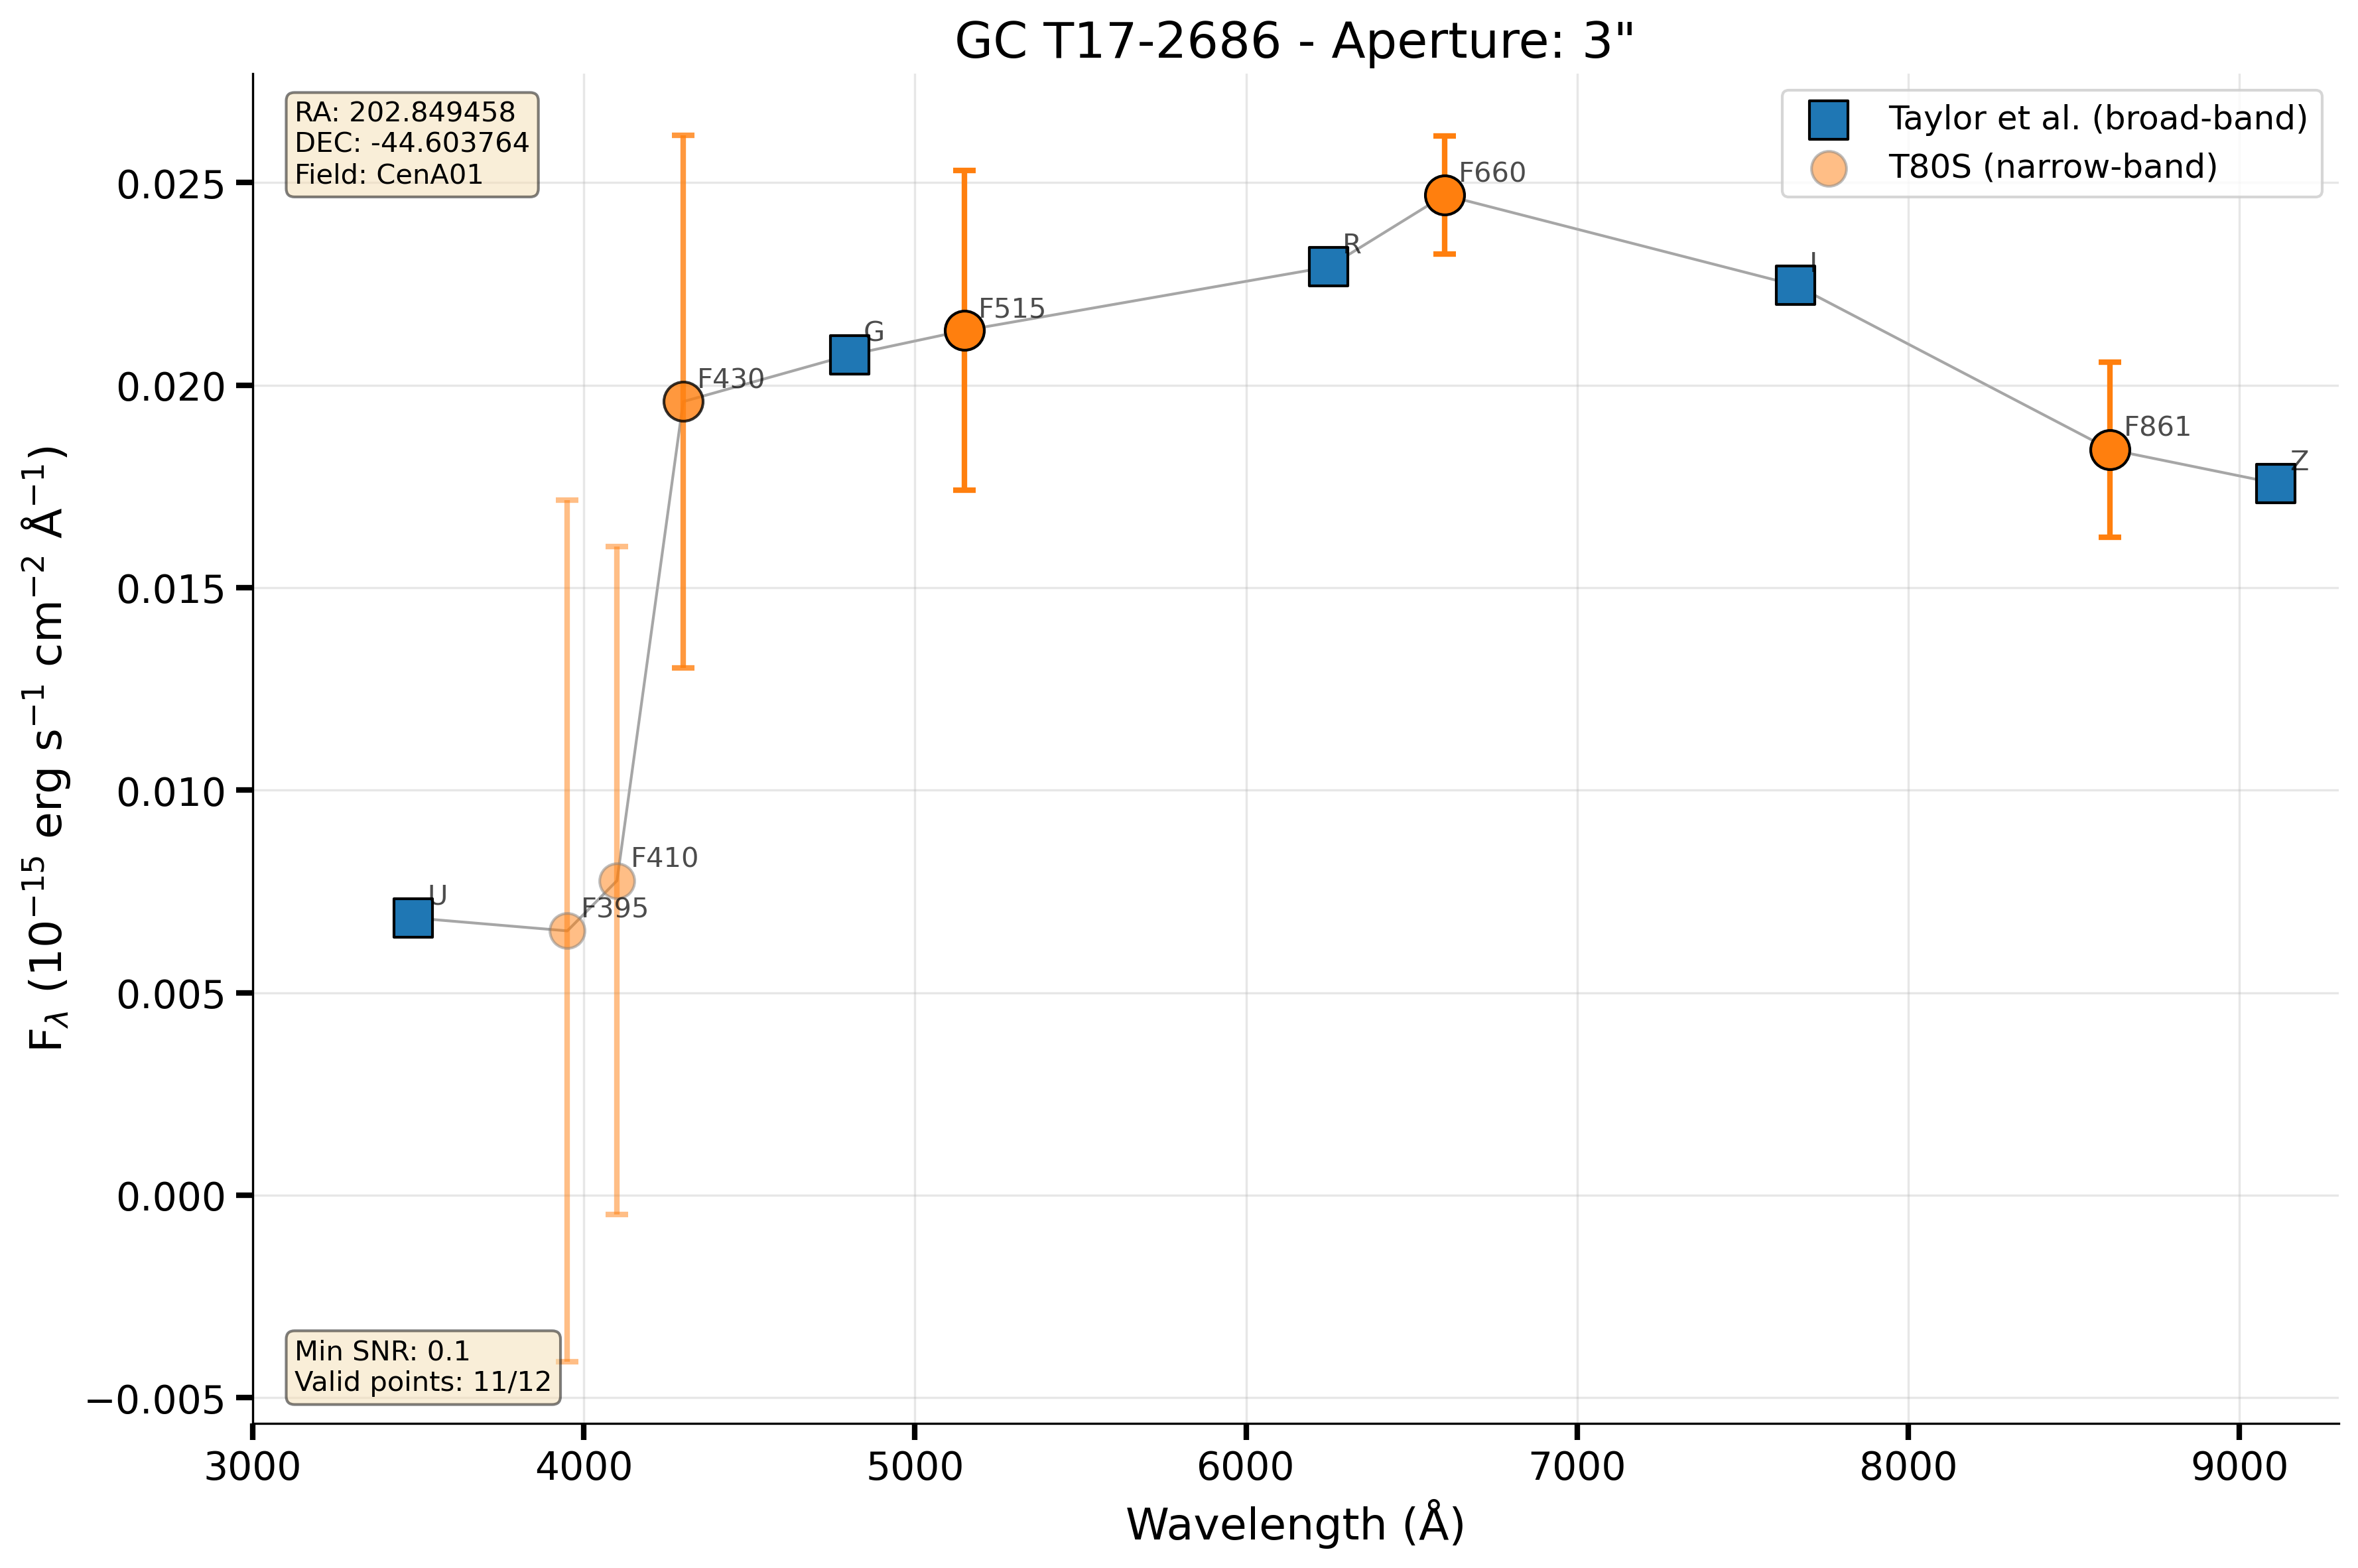 GC T17-2686 - Aperture: 3"
RA: 202.849458
DEC: -44.603764
Field: CenA01
Taylor et al. (broad-band)
T80S (narrow-band)
F660
R
I
F515
G
F430
F861
Z
F410
F395
U
0.025
0.020
0.015
0.010
0.005
0.000
−0.005
F_λ (10⁻¹⁵ erg s⁻¹ cm⁻² Å⁻¹)
Min SNR: 0.1
Valid points: 11/12
3000 4000 5000 6000 7000 8000 9000
Wavelength (Å)